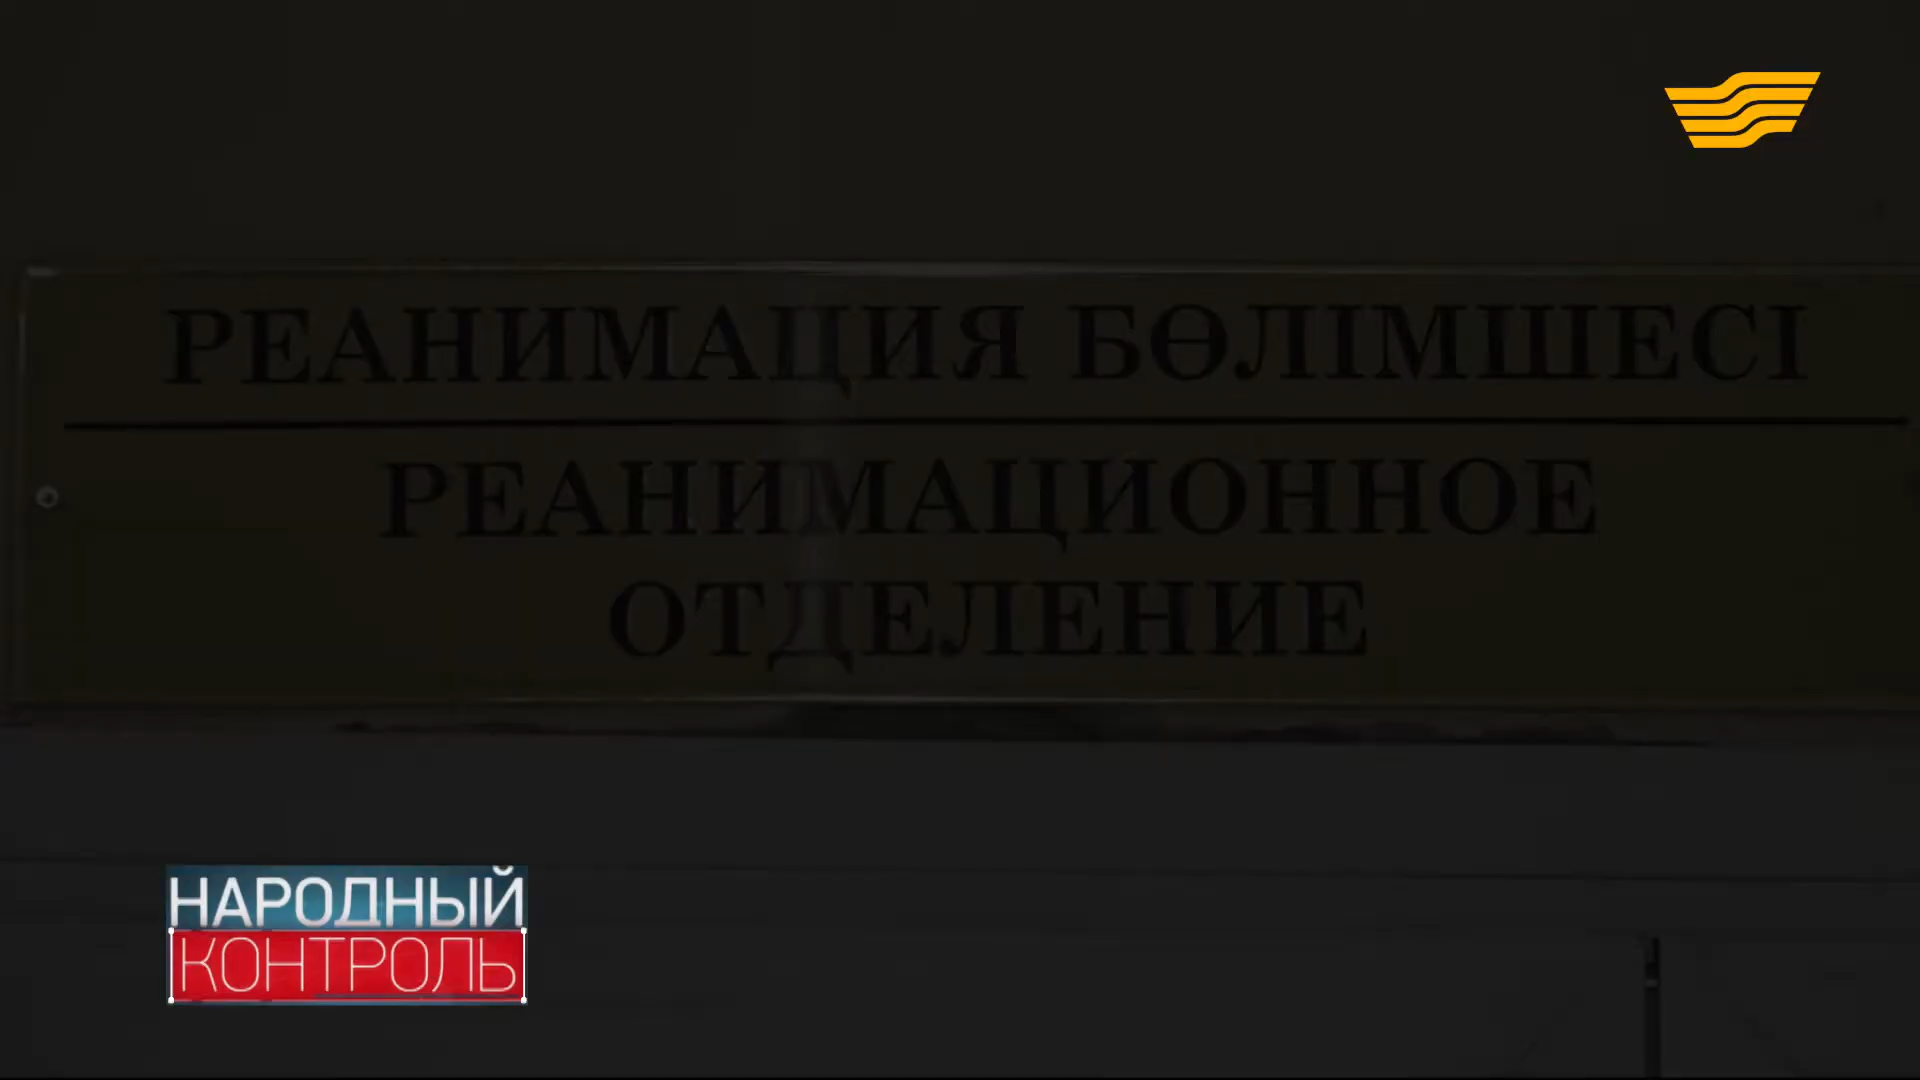 РЕАНИМАЦИЯ БӨЛІМШЕСІ
РЕАНИМАЦИОННОЕ
ОТДЕЛЕНИЕ
НАРОДНЫЙ
КОНТРОЛЬ